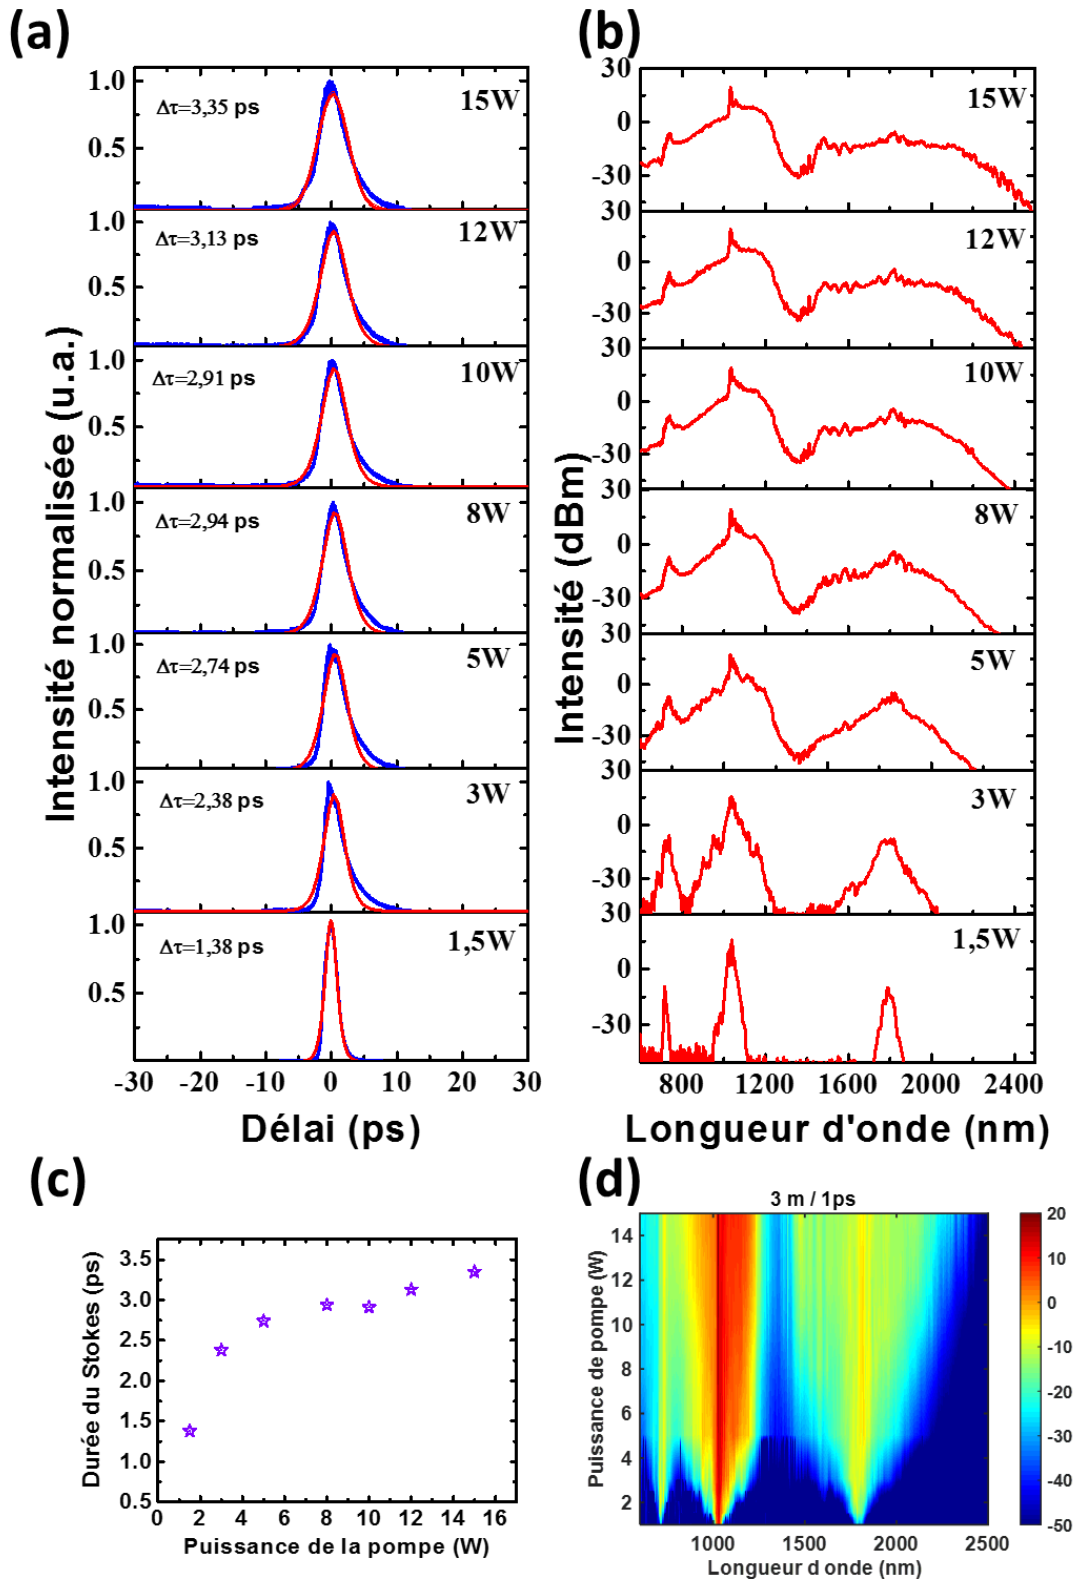 (a)
Intensité normalisée (u.a.)
1.0
Δτ=3,35 ps
15W
0.5
1.0
Δτ=3,13 ps
12W
0.5
1.0
Δτ=2,91 ps
10W
0.5
1.0
Δτ=2,94 ps
8W
0.5
1.0
Δτ=2,74 ps
5W
0.5
1.0
Δτ=2,38 ps
3W
0.5
1.0
Δτ=1,38 ps
1,5W
0.5
-30 -20 -10 0 10 20 30
Délai (ps)
(b)
Intensité (dBm)
30
15W
0
-30
30
12W
0
-30
30
10W
0
-30
30
8W
0
-30
30
5W
0
-30
30
3W
0
-30
1,5W
0
-30
800 1200 1600 2000 2400
Longueur d'onde (nm)
(c)
Durée du Stokes (ps)
3.5
3.0
2.5
2.0
1.5
1.0
0.5
0 2 4 6 8 10 12 14 16
Puissance de la pompe (W)
(d)
3 m / 1ps
Puissance de pompe (W)
14
12
10
8
6
4
2
1000 1500 2000 2500
Longueur d onde (nm)
20
10
0
-10
-20
-30
-40
-50